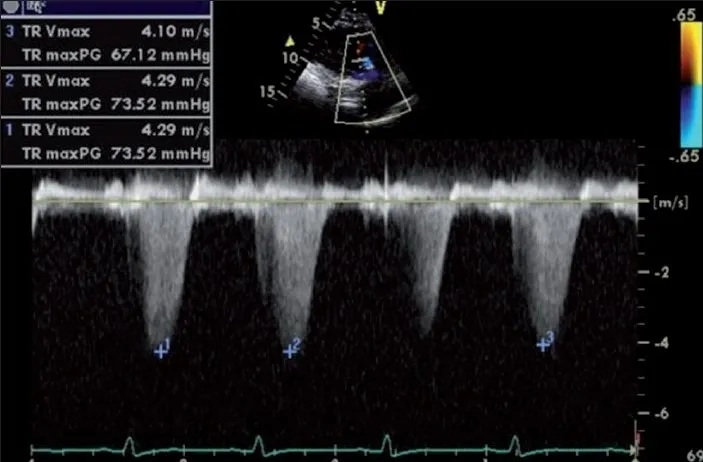 3 TR Vmax 4.10 m/s
TR maxPG 67.12 mmHg
2 TR Vmax 4.29 m/s
TR maxPG 73.52 mmHg
1 TR Vmax 4.29 m/s
TR maxPG 73.52 mmHg
V
5
10
15
.65
-.65
[m/s]
-2
-4
-6
1
2
3
69